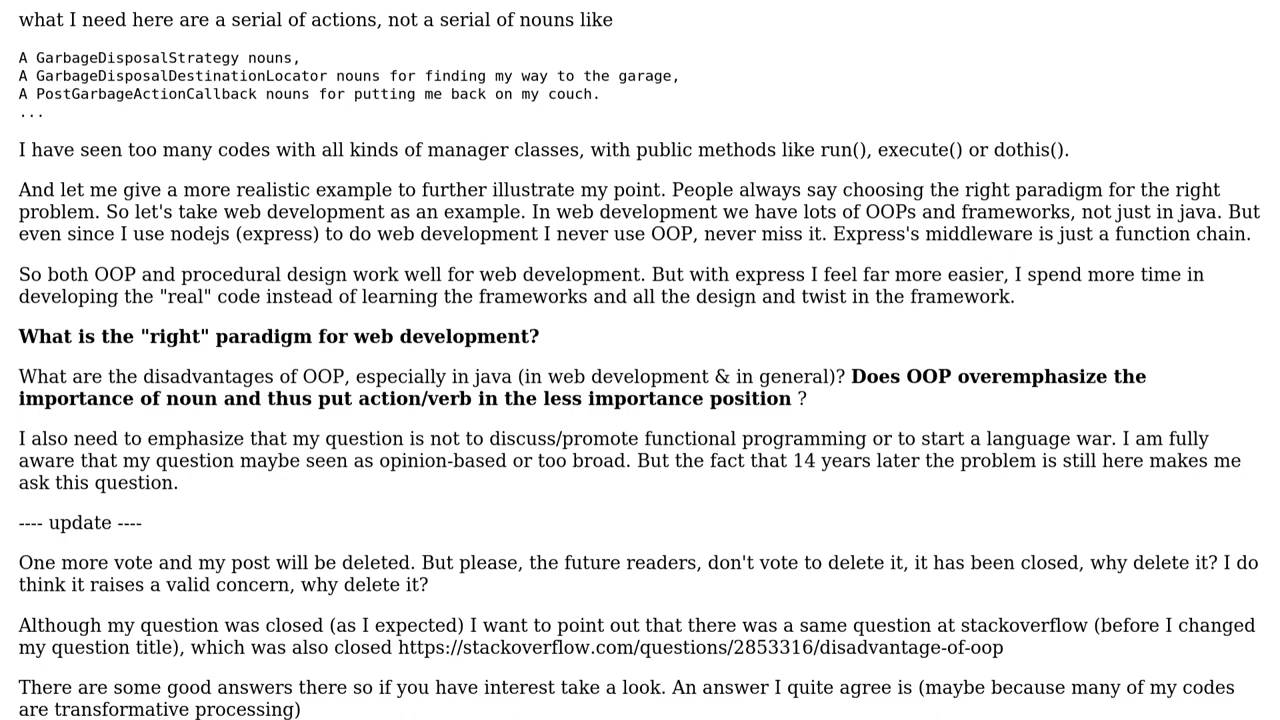 what I need here are a serial of actions, not a serial of nouns like
A GarbageDisposalStrategy nouns,
A GarbageDisposalDestinationLocator nouns for finding my way to the garage,
A PostGarbageActionCallback nouns for putting me back on my couch.
...
I have seen too many codes with all kinds of manager classes, with public methods like run(), execute() or dothis().
And let me give a more realistic example to further illustrate my point. People always say choosing the right paradigm for the right
problem. So let's take web development as an example. In web development we have lots of OOPs and frameworks, not just in java. But
even since I use nodejs (express) to do web development I never use OOP, never miss it. Express's middleware is just a function chain.
So both OOP and procedural design work well for web development. But with express I feel far more easier, I spend more time in
developing the "real" code instead of learning the frameworks and all the design and twist in the framework.
What is the "right" paradigm for web development?
What are the disadvantages of OOP, especially in java (in web development & in general)? Does OOP overemphasize the
importance of noun and thus put action/verb in the less importance position ?
I also need to emphasize that my question is not to discuss/promote functional programming or to start a language war. I am fully
aware that my question maybe seen as opinion-based or too broad. But the fact that 14 years later the problem is still here makes me
ask this question.
---- update ----
One more vote and my post will be deleted. But please, the future readers, don't vote to delete it, it has been closed, why delete it? I do
think it raises a valid concern, why delete it?
Although my question was closed (as I expected) I want to point out that there was a same question at stackoverflow (before I changed
my question title), which was also closed https://stackoverflow.com/questions/2853316/disadvantage-of-oop
There are some good answers there so if you have interest take a look. An answer I quite agree is (maybe because many of my codes
are transformative processing)